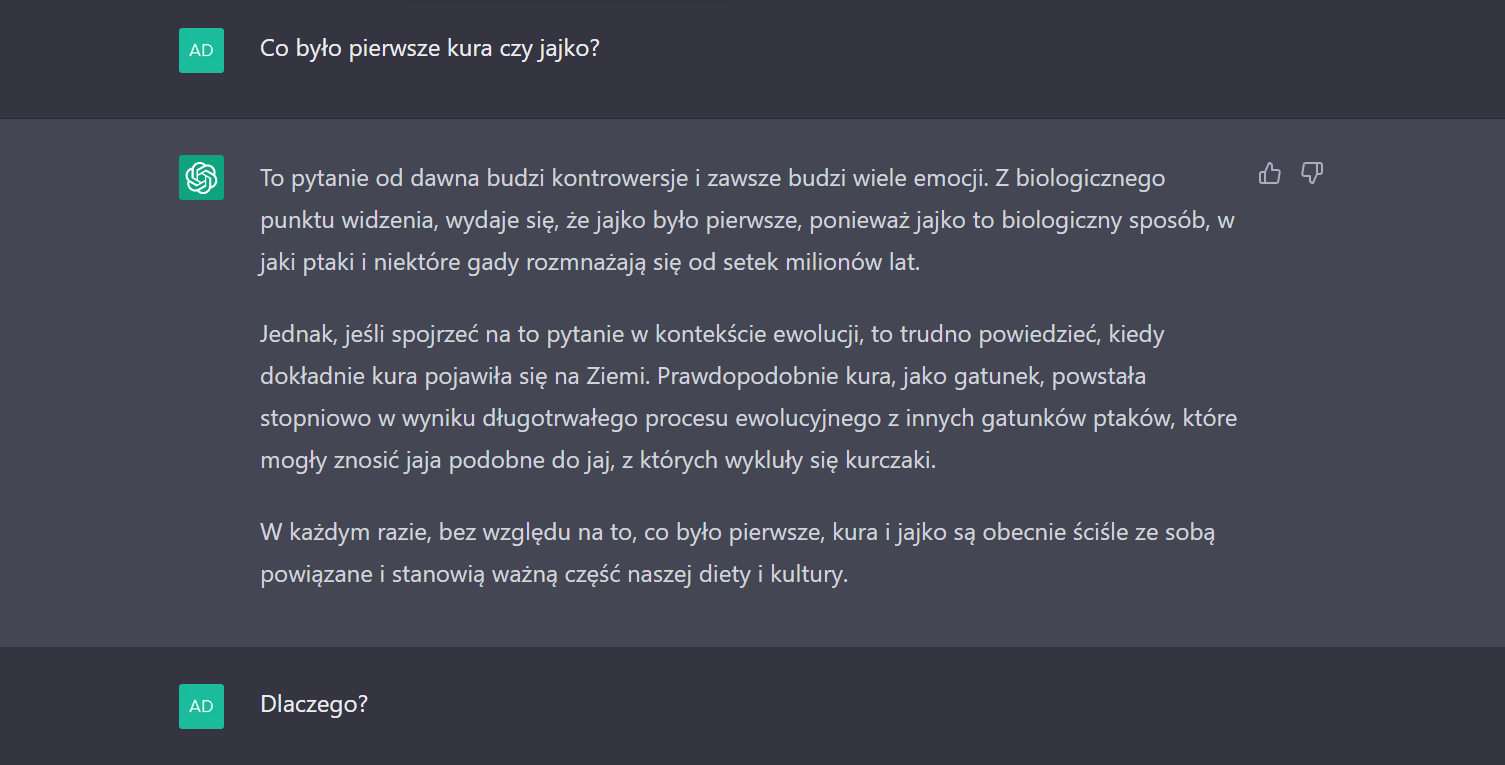 AD
Co było pierwsze kura czy jajko?
To pytanie od dawna budzi kontrowersje i zawsze budzi wiele emocji. Z biologicznego
punktu widzenia, wydaje się, że jajko było pierwsze, ponieważ jajko to biologiczny sposób, w
jaki ptaki i niektóre gady rozmnażają się od setek milionów lat.
Jednak, jeśli spojrzeć na to pytanie w kontekście ewolucji, to trudno powiedzieć, kiedy
dokładnie kura pojawiła się na Ziemi. Prawdopodobnie kura, jako gatunek, powstała
stopniowo w wyniku długotrwałego procesu ewolucyjnego z innych gatunków ptaków, które
mogły znosić jaja podobne do jaj, z których wykluły się kurczaki.
W każdym razie, bez względu na to, co było pierwsze, kura i jajko są obecnie ściśle ze sobą
powiązane i stanowią ważną część naszej diety i kultury.
AD
Dlaczego?